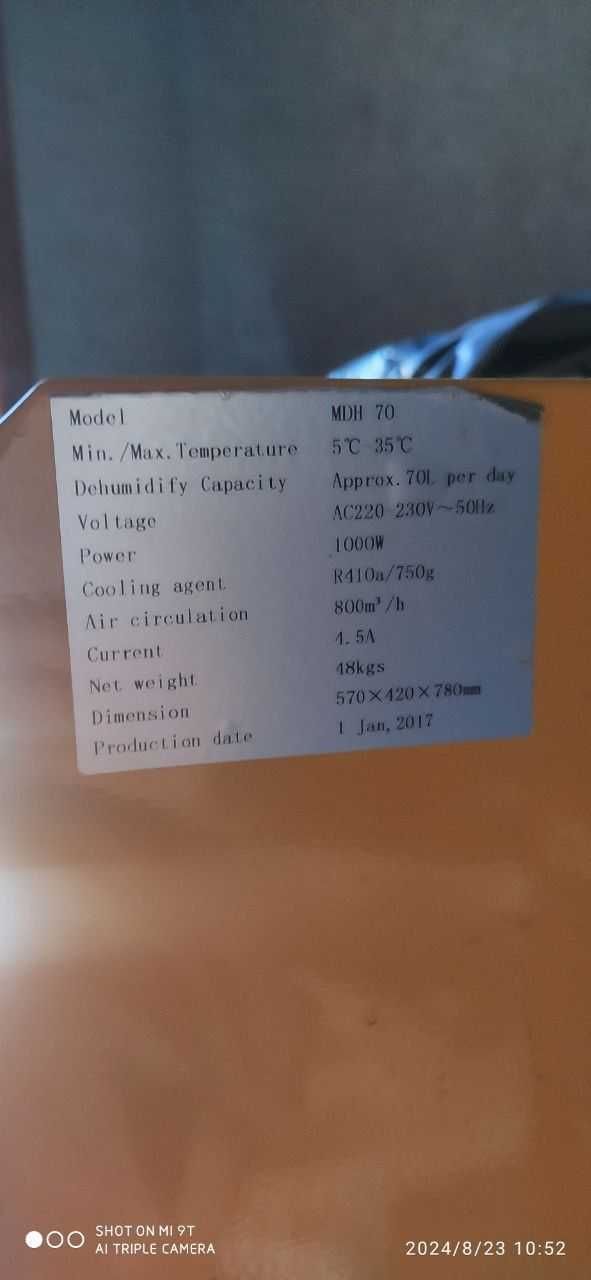 Model MDH 70
Min./Max.Temperature 5℃ 35℃
Dehumidify Capacity Approx.70L per day
Voltage AC220-230V～50Hz
Power 1000W
Cooling agent R410a/750g
Air circulation 800m³/h
Current 4.5A
Net weight 48kgs
Dimension 570×420×780mm
Production date 1 Jan,2017
SHOT ON MI 9T
AI TRIPLE CAMERA
2024/8/23 10:52